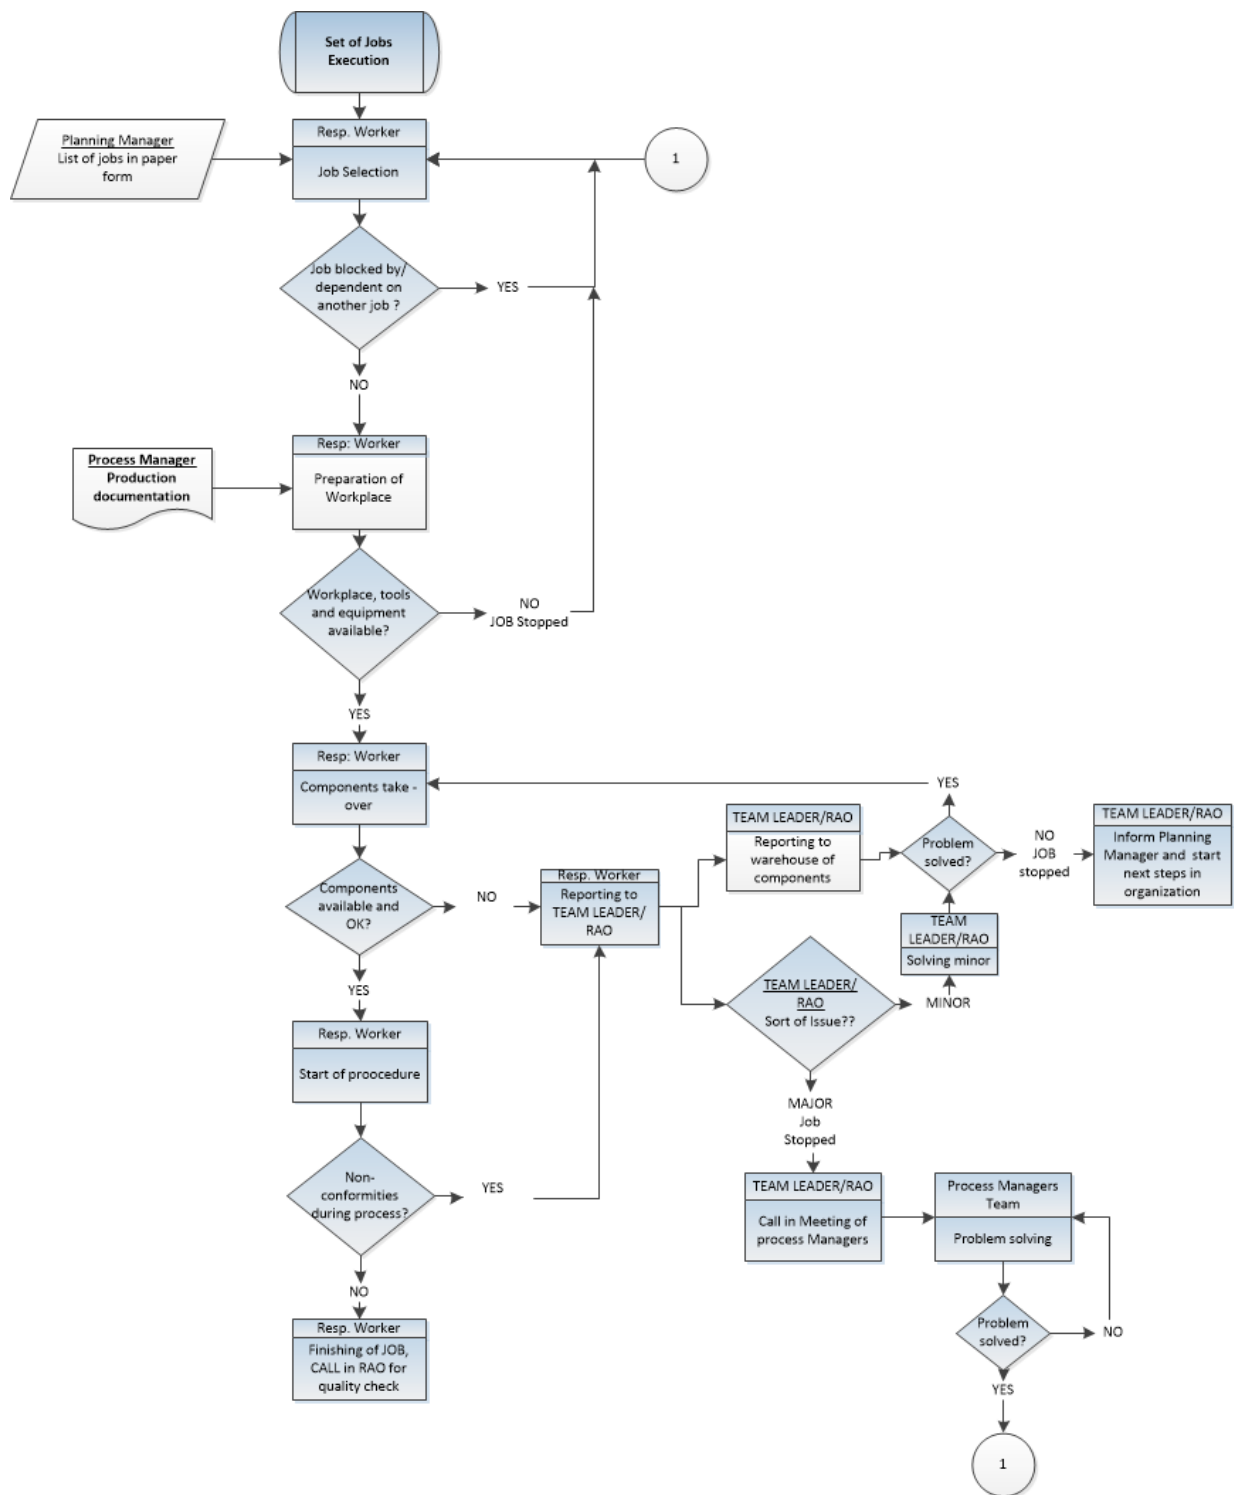 Set of Jobs
Execution
Resp. Worker
Job Selection
Planning Manager
List of jobs in paper
form
1
Job blocked by/
dependent on
another job ?
YES
NO
Resp: Worker
Preparation of
Workplace
Process Manager
Production
documentation
Workplace, tools
and equipment
available?
NO
JOB Stopped
YES
Resp: Worker
Components take -
over
YES
TEAM LEADER/RAO
Reporting to
warehouse of
components
Problem
solved?
NO
JOB
stopped
TEAM LEADER/RAO
Inform Planning
Manager and start
next steps in
organization
Components
available and
OK?
NO
Resp. Worker
Reporting to
TEAM LEADER/
RAO
TEAM
LEADER/RAO
Solving minor
TEAM LEADER/
RAO
Sort of Issue??
MINOR
YES
Resp. Worker
Start of proocedure
MAJOR
Job
Stopped
Non-
conformities
during process?
YES
TEAM LEADER/RAO
Call in Meeting of
process Managers
Process Managers
Team
Problem solving
NO
Resp. Worker
Finishing of JOB,
CALL in RAO for
quality check
Problem
solved?
NO
YES
1